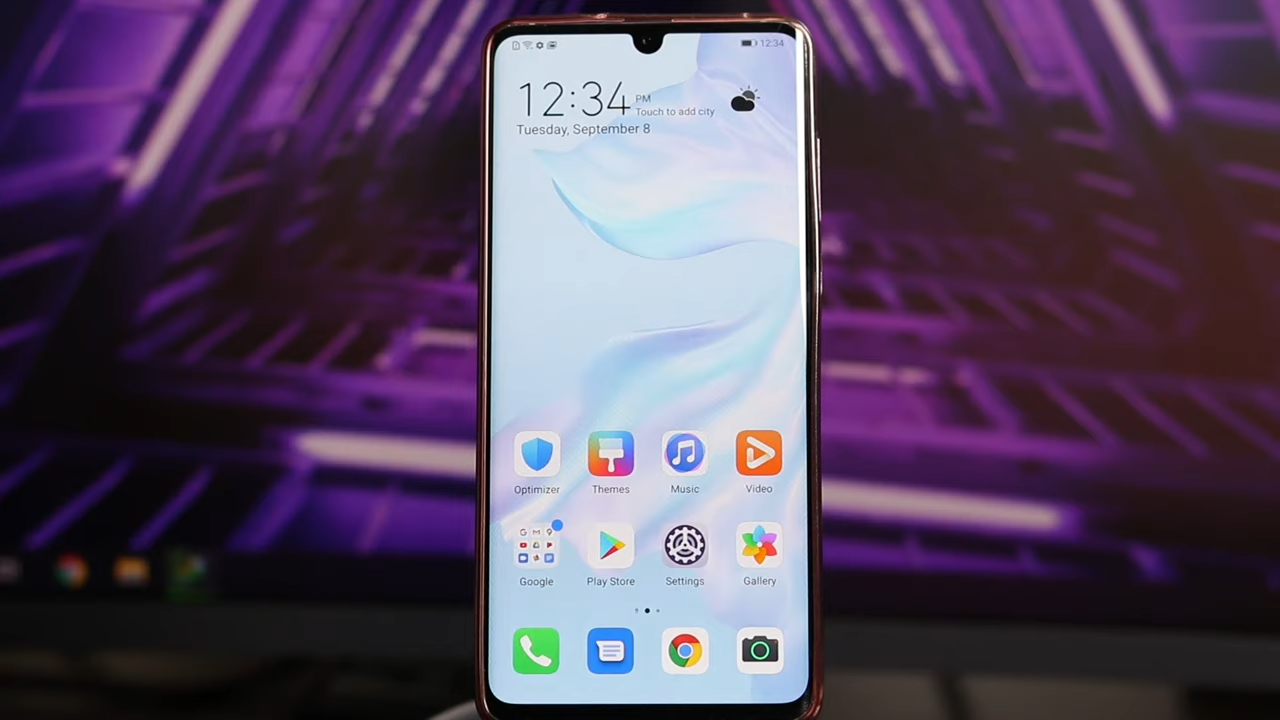 12:34
12:34 PM
Touch to add city
Tuesday, September 8
Optimizer Themes Music Video
Google Play Store Settings Gallery